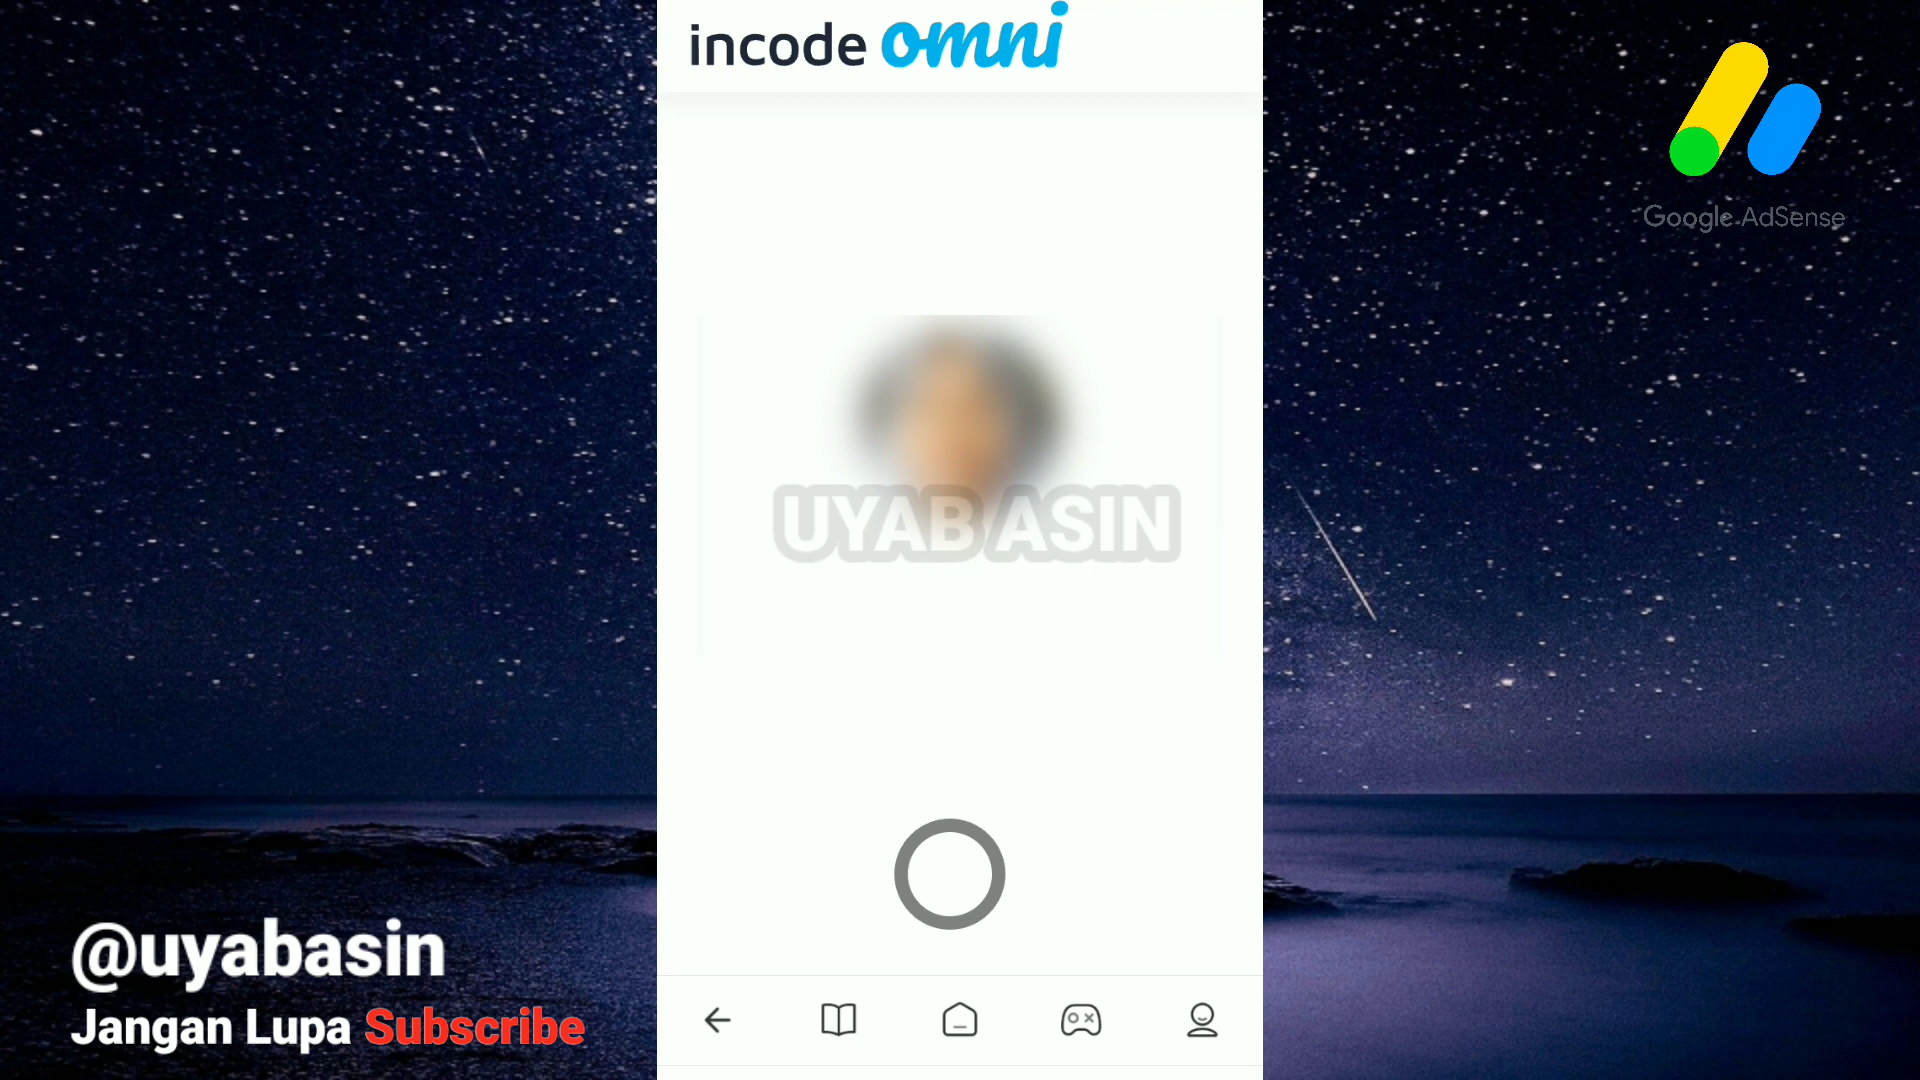 incode omni
Google AdSense
UYAB ASIN
@uyabasin
Jangan Lupa Subscribe